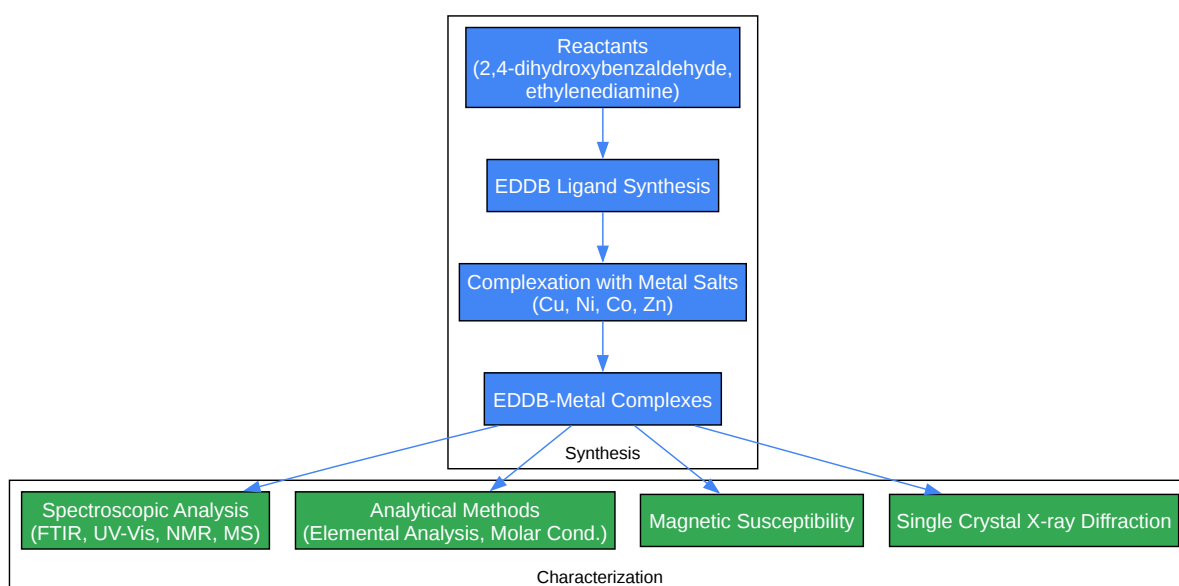 Reactants
(2,4-dihydroxybenzaldehyde,
ethylenediamine)
EDDB Ligand Synthesis
Complexation with Metal Salts
(Cu, Ni, Co, Zn)
EDDB-Metal Complexes
Synthesis
Spectroscopic Analysis
(FTIR, UV-Vis, NMR, MS)
Analytical Methods
(Elemental Analysis, Molar Cond.)
Magnetic Susceptibility
Single Crystal X-ray Diffraction
Characterization